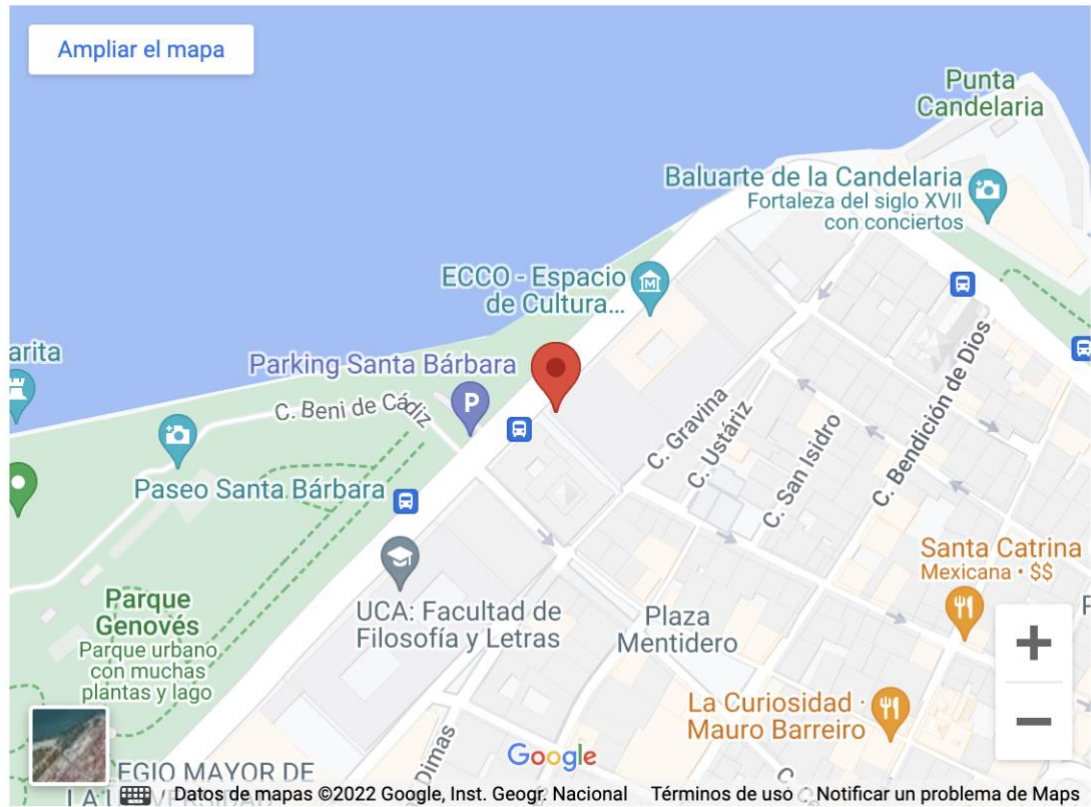 Ampliar el mapa
Punta
Candelaria
Baluarte de la Candelaria
Fortaleza del siglo XVII
con conciertos
ECCO - Espacio
de Cultura...
arita
Parking Santa Bárbara
P
C. Beni de Cádiz
Paseo Santa Bárbara
C. Gravina
C. Ustáriz
C. San Isidro
C. Bendición de Dios
Santa Catrina
Mexicana · $$
Parque
Genovés
Parque urbano
con muchas
plantas y lago
UCA: Facultad de
Filosofía y Letras
Plaza
Mentidero
La Curiosidad ·
Mauro Barreiro
Dimas
C.
+
−
Google
EGIO MAYOR DE
Datos de mapas ©2022 Google, Inst. Geogr. Nacional Términos de uso Notificar un problema de Maps